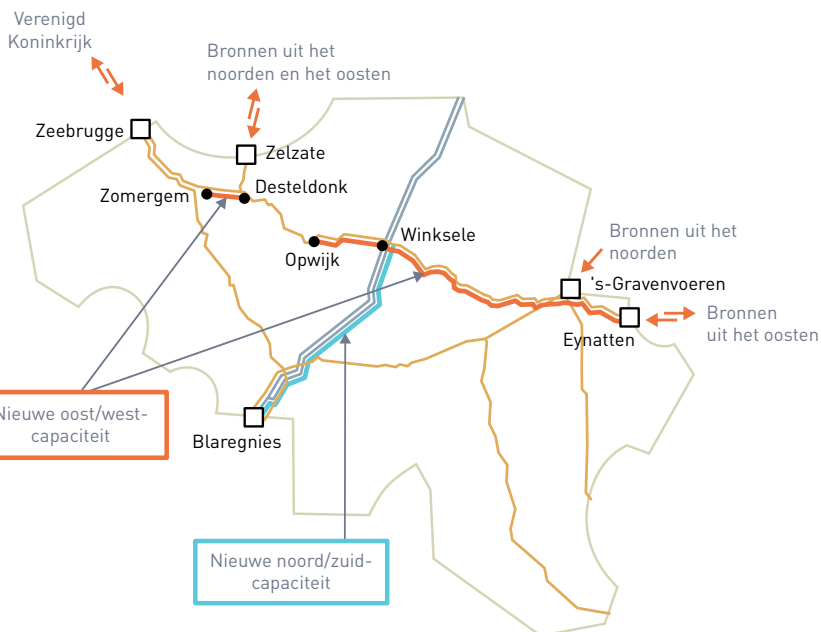 Verenigd
Koninkrijk
Bronnen uit het
noorden en het oosten
Zeebrugge
Zelzate
Zomergem
Desteldonk
Opwijk
Winksele
Bronnen uit het
noorden
's-Gravenvoeren
Bronnen
uit het oosten
Eynatten
Nieuwe oost/west-
capaciteit
Blaregnies
Nieuwe noord/zuid-
capaciteit